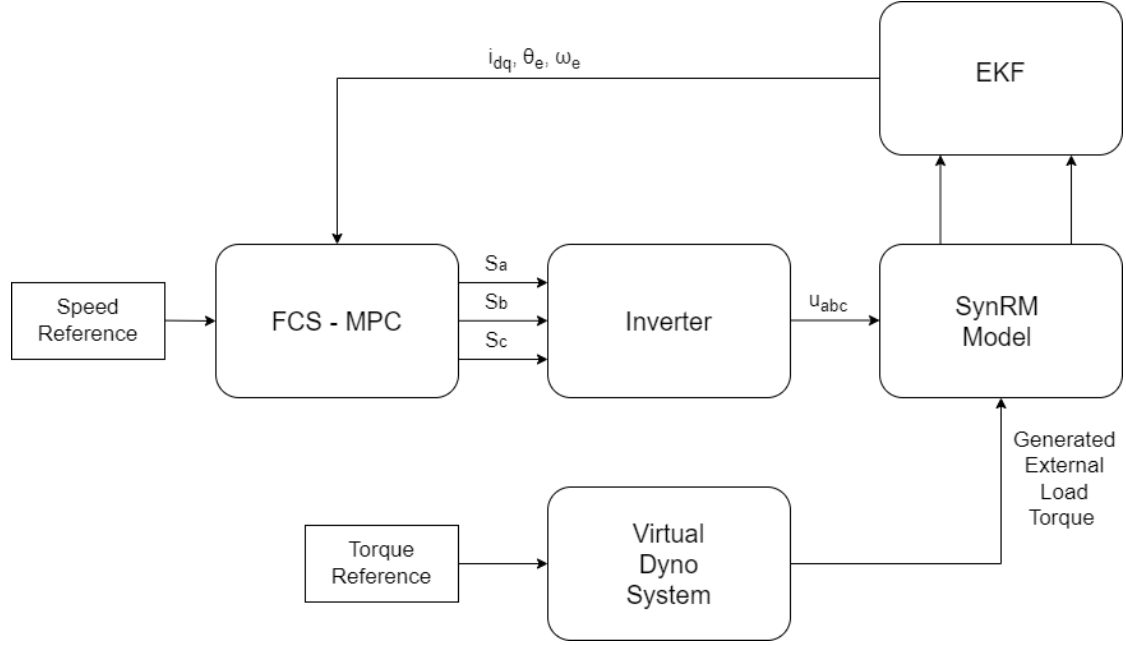 EKF
i_dq, θ_e, ω_e
Speed
Reference
FCS - MPC
Sa
Sb
Sc
Inverter
u_abc
SynRM
Model
Generated
External
Load
Torque
Torque
Reference
Virtual
Dyno
System